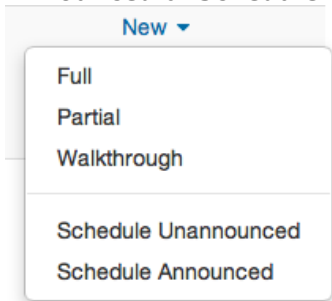 New
Full
Partial
Walkthrough
Schedule Unannounced
Schedule Announced